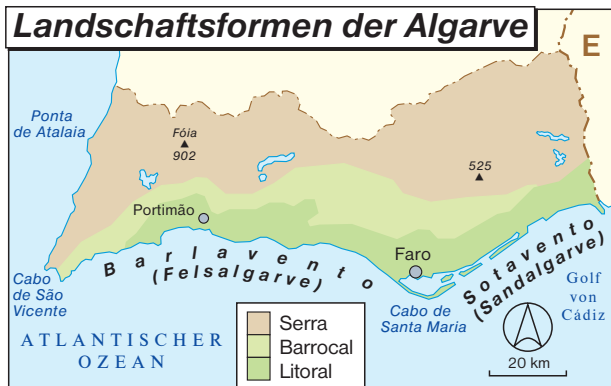 Landschaftsformen der Algarve
E
Ponta
de Atalaia
Fóia
902
525
Portimão
Faro
Barlavento
(Felsalgarve)
Sotavento
(Sandalgarve)
Cabo
de São
Vicente
Cabo de
Santa Maria
Golf
von
Cádiz
ATLANTISCHER
OZEAN
Serra
Barrocal
Litoral
20 km